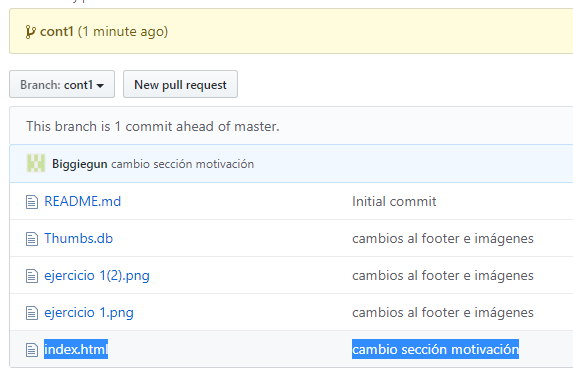 cont1 (1 minute ago)
Branch: cont1 New pull request
This branch is 1 commit ahead of master.
Biggiegun cambio sección motivación
README.md Initial commit
Thumbs.db cambios al footer e imágenes
ejercicio 1(2).png cambios al footer e imágenes
ejercicio 1.png cambios al footer e imágenes
index.html cambio sección motivación